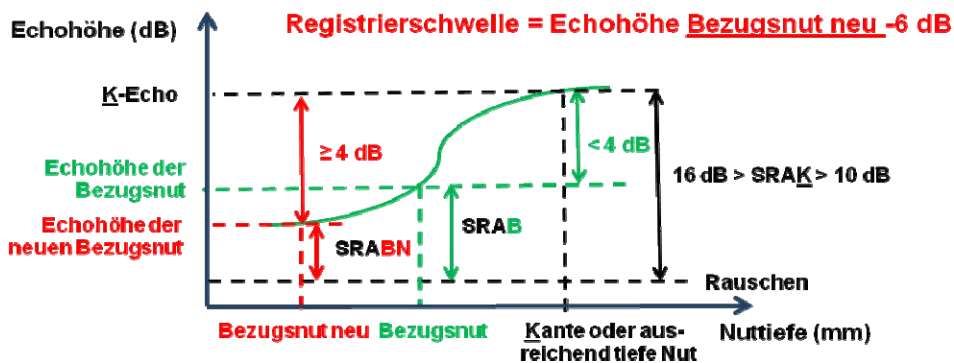 Registrierschwelle = Echohöhe Bezugsnut neu -6 dB
Echohöhe (dB)
K-Echo
≥ 4 dB
< 4 dB
16 dB > SRAK > 10 dB
Echohöhe der
Bezugsnut
Echohöhe der
neuen Bezugsnut
SRABN
SRAB
Rauschen
Bezugsnut neu
Bezugsnut
Kante oder aus-
reichend tiefe Nut
Nuttiefe (mm)